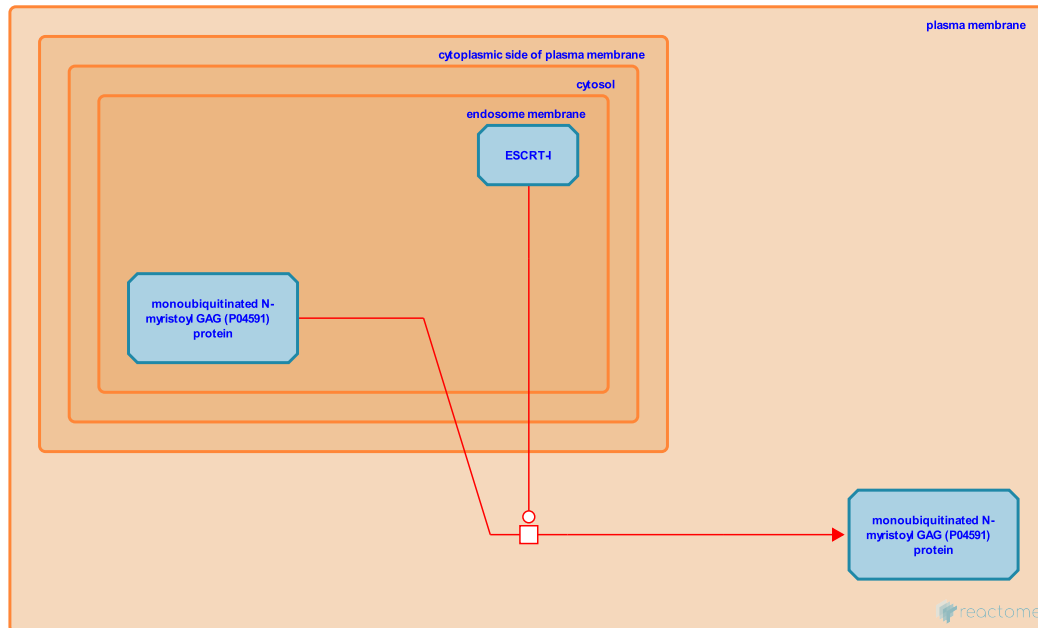 plasma membrane
cytoplasmic side of plasma membrane
cytosol
endosome membrane
ESCRT-I
monoubiquitinated N-
myristoyl GAG (P04591)
protein
monoubiquitinated N-
myristoyl GAG (P04591)
protein
reactome